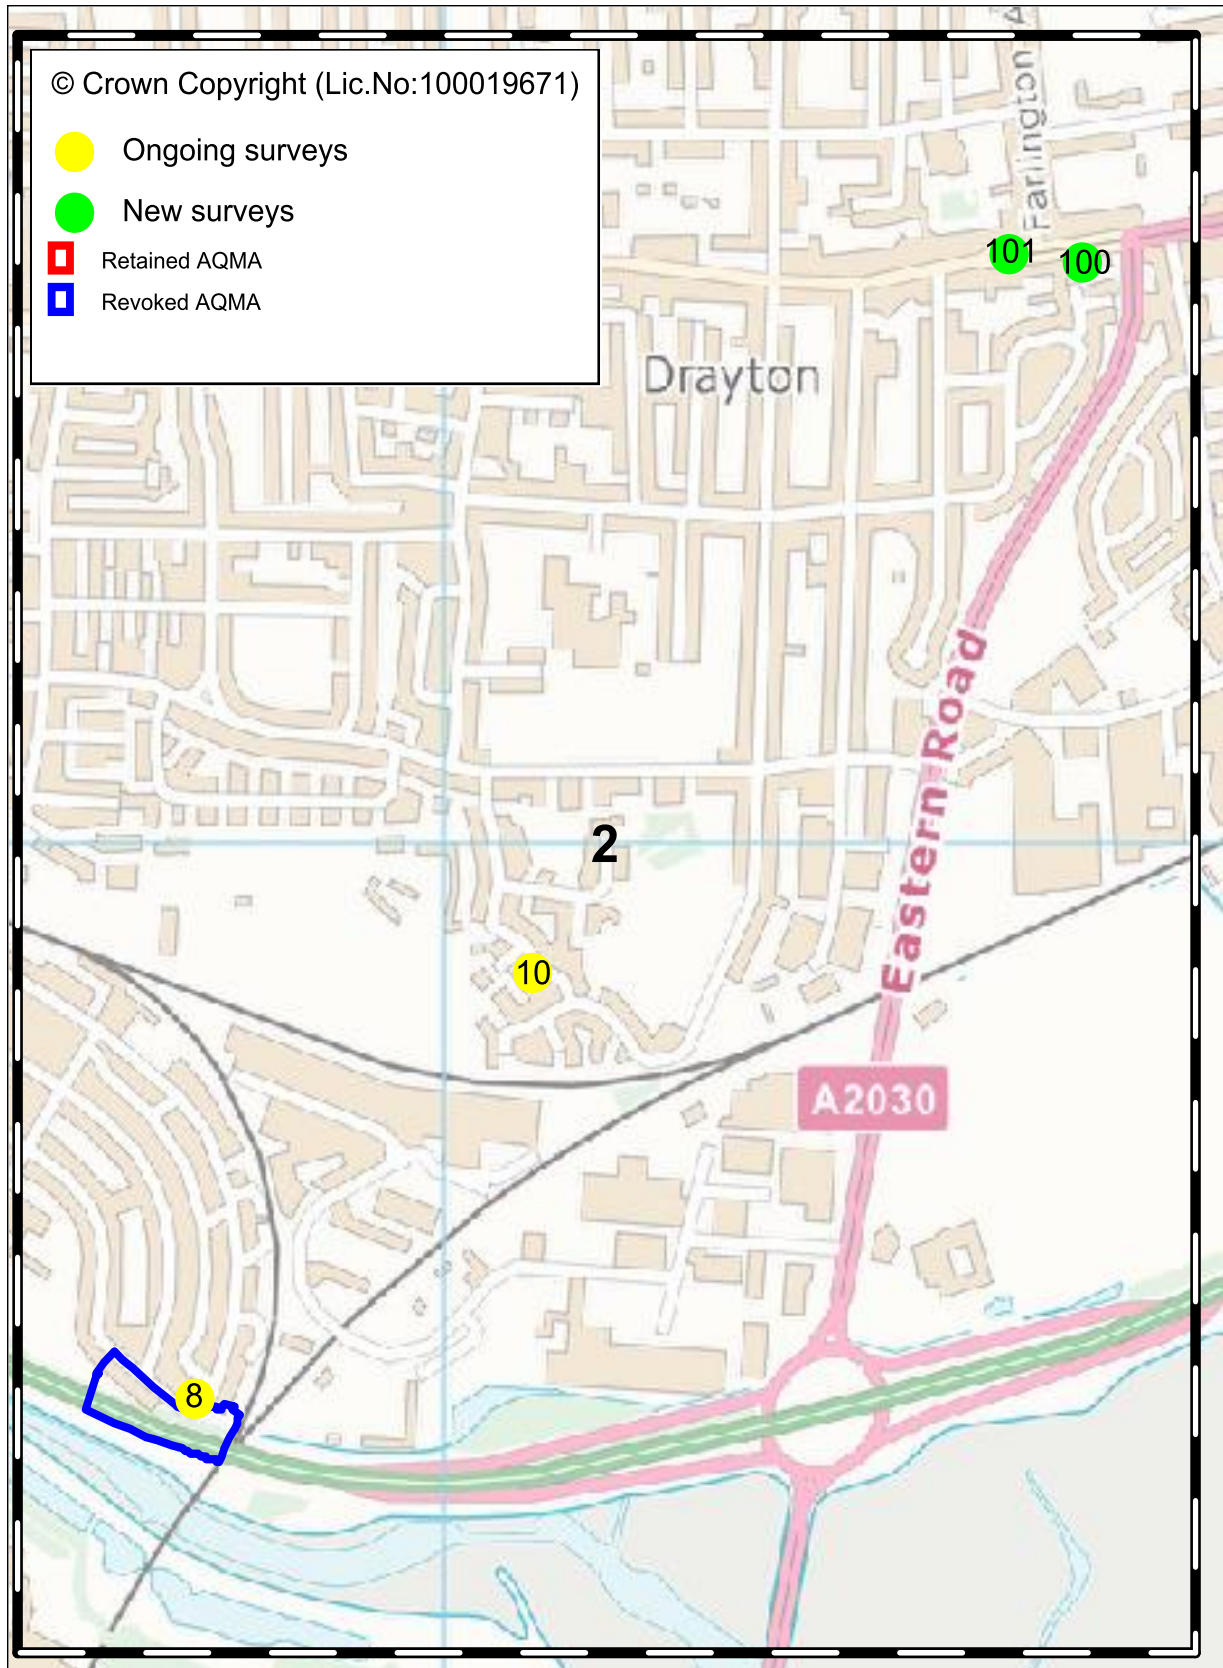 © Crown Copyright (Lic.No:100019671)
Ongoing surveys
New surveys
Retained AQMA
Revoked AQMA
Farlington A
101
100
Drayton
Eastern Road
2
10
A2030
8